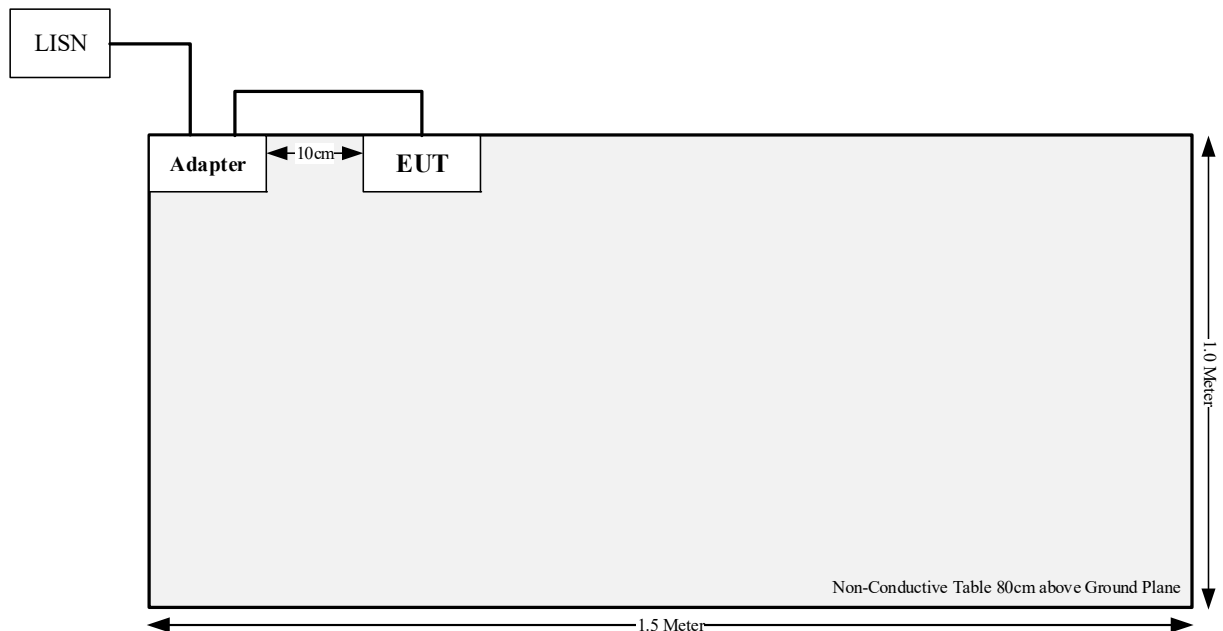 LISN
Adapter
10cm
EUT
1.0 Meter
Non-Conductive Table 80cm above Ground Plane
1.5 Meter